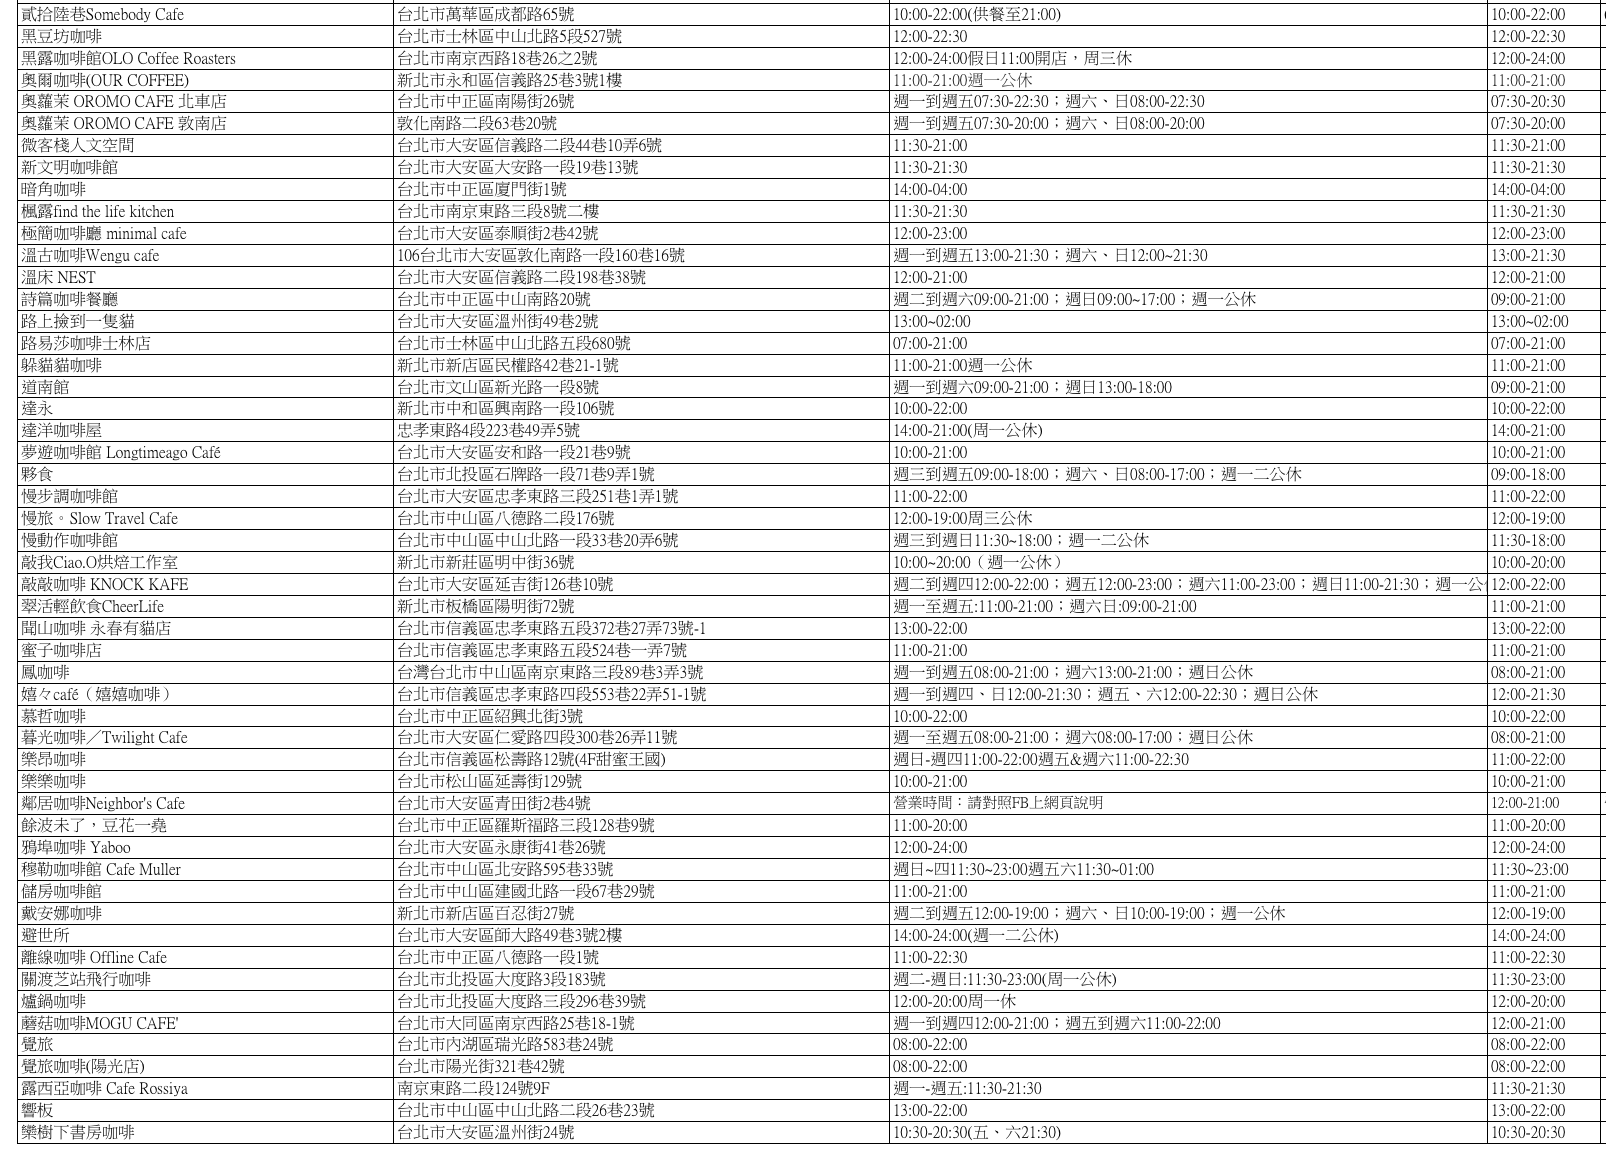 貳拾陸巷Somebody Cafe 台北市萬華區成都路65號 10:00-22:00(供餐至21:00) 10:00-22:00
黑豆坊咖啡 台北市士林區中山北路5段527號 12:00-22:30 12:00-22:30
黑露咖啡館OLO Coffee Roasters 台北市南京西路18巷26之2號 12:00-24:00假日11:00開店，周三休 12:00-24:00
奧爾咖啡(OUR COFFEE) 新北市永和區信義路25巷3號1樓 11:00-21:00週一公休 11:00-21:00
奧蘿茉 OROMO CAFE 北車店 台北市中正區南陽街26號 週一到週五07:30-22:30；週六、日08:00-22:30 07:30-20:30
奧蘿茉 OROMO CAFE 敦南店 敦化南路二段63巷20號 週一到週五07:30-20:00；週六、日08:00-20:00 07:30-20:00
微客棧人文空間 台北市大安區信義路二段44巷10弄6號 11:30-21:00 11:30-21:00
新文明咖啡館 台北市大安區大安路一段19巷13號 11:30-21:30 11:30-21:30
暗角咖啡 台北市中正區廈門街1號 14:00-04:00 14:00-04:00
楓露find the life kitchen 台北市南京東路三段8號二樓 11:30-21:30 11:30-21:30
極簡咖啡廳 minimal cafe 台北市大安區泰順街2巷42號 12:00-23:00 12:00-23:00
溫古咖啡Wengu cafe 106台北市大安區敦化南路一段160巷16號 週一到週五13:00-21:30；週六、日12:00~21:30 13:00-21:30
溫床 NEST 台北市大安區信義路二段198巷38號 12:00-21:00 12:00-21:00
詩篇咖啡餐廳 台北市中正區中山南路20號 週二到週六09:00-21:00；週日09:00~17:00；週一公休 09:00-21:00
路上撿到一隻貓 台北市大安區溫州街49巷2號 13:00~02:00 13:00~02:00
路易莎咖啡士林店 台北市士林區中山北路五段680號 07:00-21:00 07:00-21:00
躲貓貓咖啡 新北市新店區民權路42巷21-1號 11:00-21:00週一公休 11:00-21:00
道南館 台北市文山區新光路一段8號 週一到週六09:00-21:00；週日13:00-18:00 09:00-21:00
達永 新北市中和區興南路一段106號 10:00-22:00 10:00-22:00
達洋咖啡屋 忠孝東路4段223巷49弄5號 14:00-21:00(周一公休) 14:00-21:00
夢遊咖啡館 Longtimeago Café 台北市大安區安和路一段21巷9號 10:00-21:00 10:00-21:00
夥食 台北市北投區石牌路一段71巷9弄1號 週三到週五09:00-18:00；週六、日08:00-17:00；週一二公休 09:00-18:00
慢步調咖啡館 台北市大安區忠孝東路三段251巷1弄1號 11:00-22:00 11:00-22:00
慢旅。Slow Travel Cafe 台北市中山區八德路二段176號 12:00-19:00周三公休 12:00-19:00
慢動作咖啡館 台北市中山區中山北路一段33巷20弄6號 週三到週日11:30~18:00；週一二公休 11:30-18:00
敲我Ciao.O烘焙工作室 新北市新莊區明中街36號 10:00~20:00（週一公休） 10:00-20:00
敲敲咖啡 KNOCK KAFE 台北市大安區延吉街126巷10號 週二到週四12:00-22:00；週五12:00-23:00；週六11:00-23:00；週日11:00-21:30；週一公 12:00-22:00
翠活輕飲食CheerLife 新北市板橋區陽明街72號 週一至週五:11:00-21:00；週六日:09:00-21:00 11:00-21:00
聞山咖啡 永春有貓店 台北市信義區忠孝東路五段372巷27弄73號-1 13:00-22:00 13:00-22:00
蜜子咖啡店 台北市信義區忠孝東路五段524巷一弄7號 11:00-21:00 11:00-21:00
鳳咖啡 台灣台北市中山區南京東路三段89巷3弄3號 週一到週五08:00-21:00；週六13:00-21:00；週日公休 08:00-21:00
嬉々café（嬉嬉咖啡） 台北市信義區忠孝東路四段553巷22弄51-1號 週一到週四、日12:00-21:30；週五、六12:00-22:30；週日公休 12:00-21:30
慕哲咖啡 台北市中正區紹興北街3號 10:00-22:00 10:00-22:00
暮光咖啡／Twilight Cafe 台北市大安區仁愛路四段300巷26弄11號 週一至週五08:00-21:00；週六08:00-17:00；週日公休 08:00-21:00
樂昂咖啡 台北市信義區松壽路12號(4F甜蜜王國) 週日-週四11:00-22:00週五&週六11:00-22:30 11:00-22:00
樂樂咖啡 台北市松山區延壽街129號 10:00-21:00 10:00-21:00
鄰居咖啡Neighbor's Cafe 台北市大安區青田街2巷4號 營業時間：請對照FB上網頁說明 12:00-21:00
餘波未了，豆花一堯 台北市中正區羅斯福路三段128巷9號 11:00-20:00 11:00-20:00
鴉埠咖啡 Yaboo 台北市大安區永康街41巷26號 12:00-24:00 12:00-24:00
穆勒咖啡館 Cafe Muller 台北市中山區北安路595巷33號 週日~四11:30~23:00週五六11:30~01:00 11:30~23:00
儲房咖啡館 台北市中山區建國北路一段67巷29號 11:00-21:00 11:00-21:00
戴安娜咖啡 新北市新店區百忍街27號 週二到週五12:00-19:00；週六、日10:00-19:00；週一公休 12:00-19:00
避世所 台北市大安區師大路49巷3號2樓 14:00-24:00(週一二公休) 14:00-24:00
離線咖啡 Offline Cafe 台北市中正區八德路一段1號 11:00-22:30 11:00-22:30
關渡芝站飛行咖啡 台北市北投區大度路3段183號 週二-週日:11:30-23:00(周一公休) 11:30-23:00
爐鍋咖啡 台北市北投區大度路三段296巷39號 12:00-20:00周一休 12:00-20:00
蘑菇咖啡MOGU CAFE' 台北市大同區南京西路25巷18-1號 週一到週四12:00-21:00；週五到週六11:00-22:00 12:00-21:00
覺旅 台北市內湖區瑞光路583巷24號 08:00-22:00 08:00-22:00
覺旅咖啡(陽光店) 台北市陽光街321巷42號 08:00-22:00 08:00-22:00
露西亞咖啡 Cafe Rossiya 南京東路二段124號9F 週一-週五:11:30-21:30 11:30-21:30
響板 台北市中山區中山北路二段26巷23號 13:00-22:00 13:00-22:00
欒樹下書房咖啡 台北市大安區溫州街24號 10:30-20:30(五、六21:30) 10:30-20:30